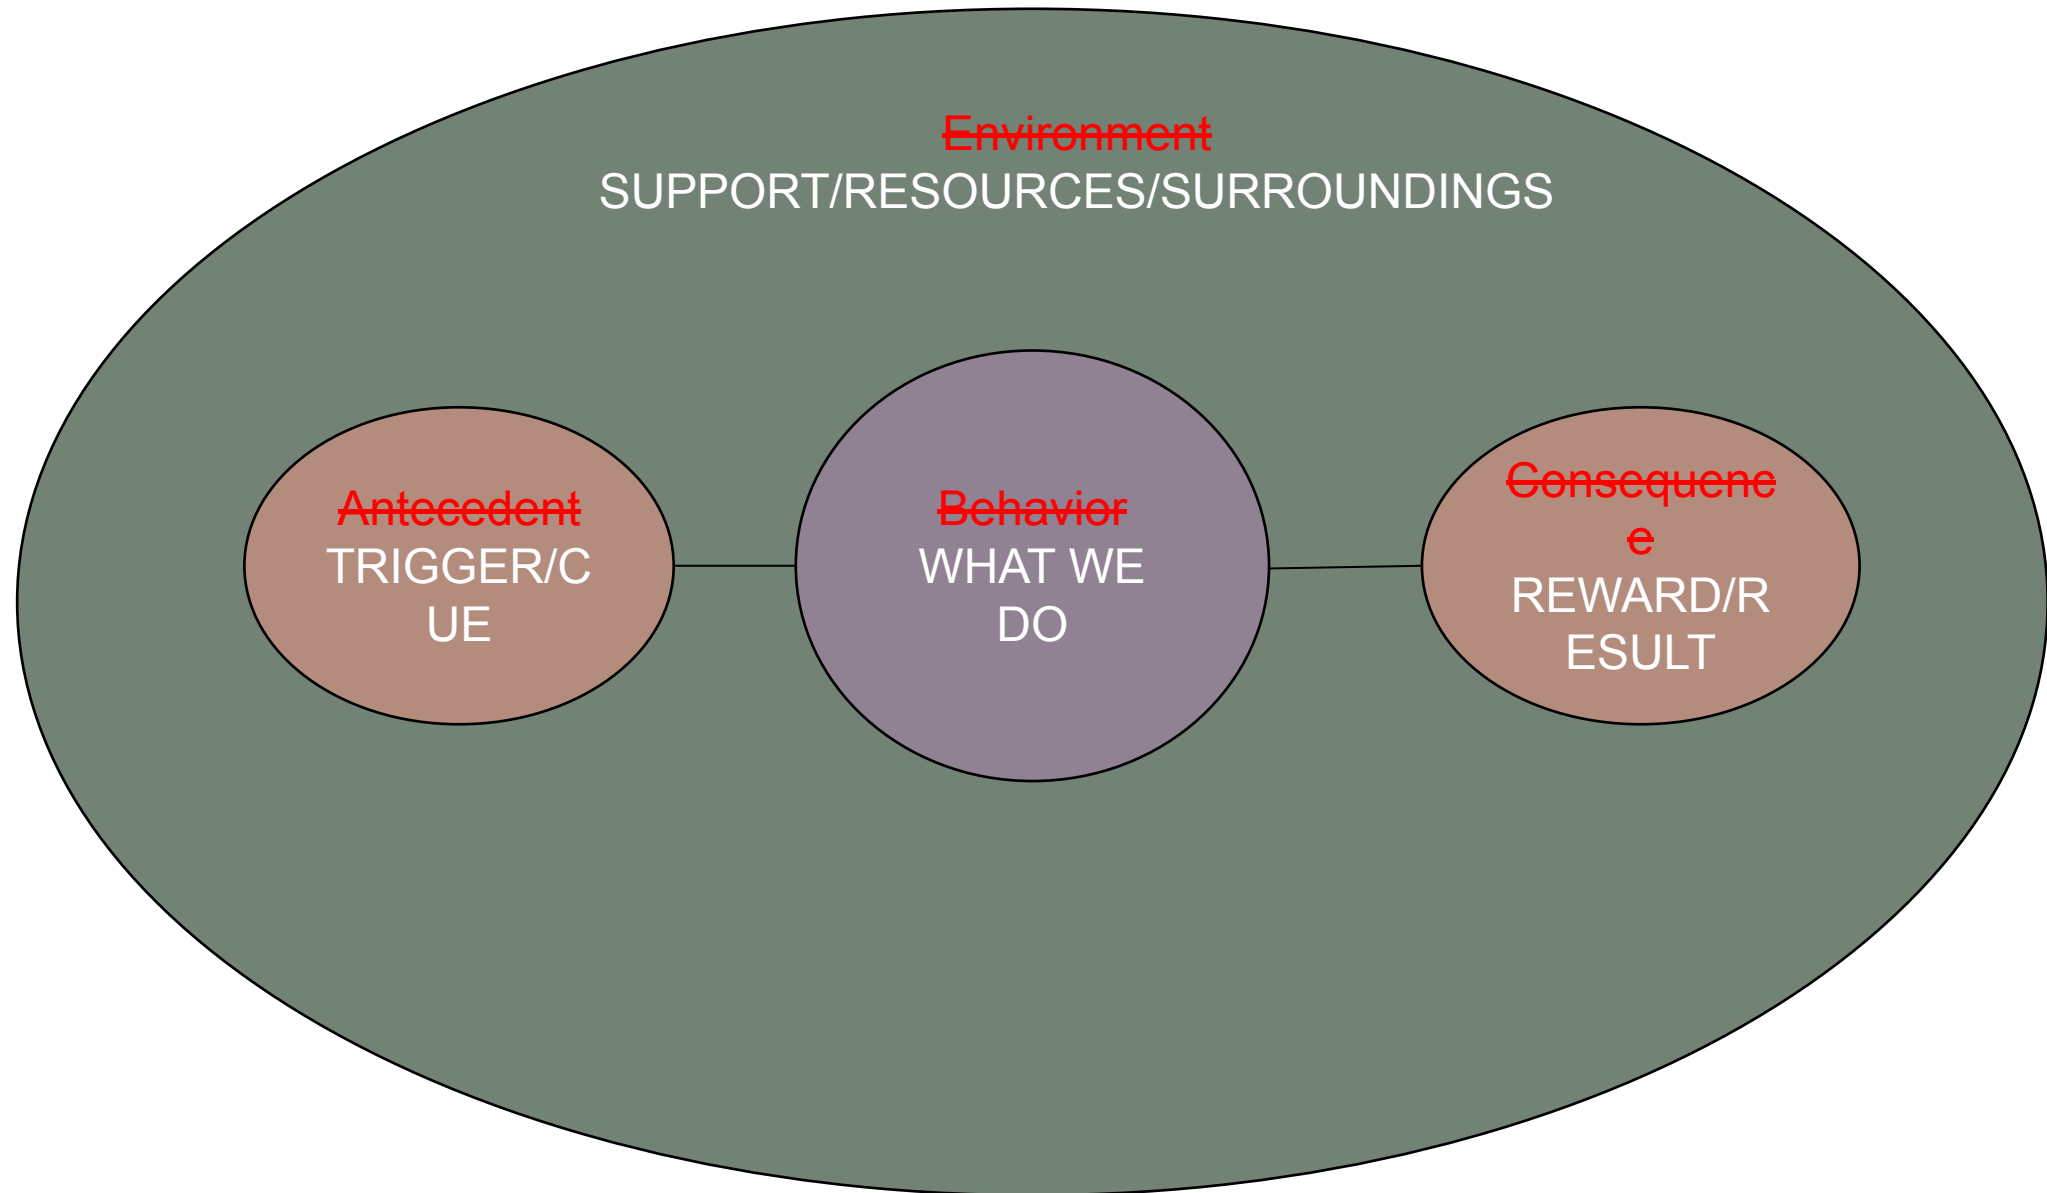 Environment
SUPPORT/RESOURCES/SURROUNDINGS
Antecedent
TRIGGER/C
UE
Behavior
WHAT WE
DO
Consequenc
e
REWARD/R
ESULT